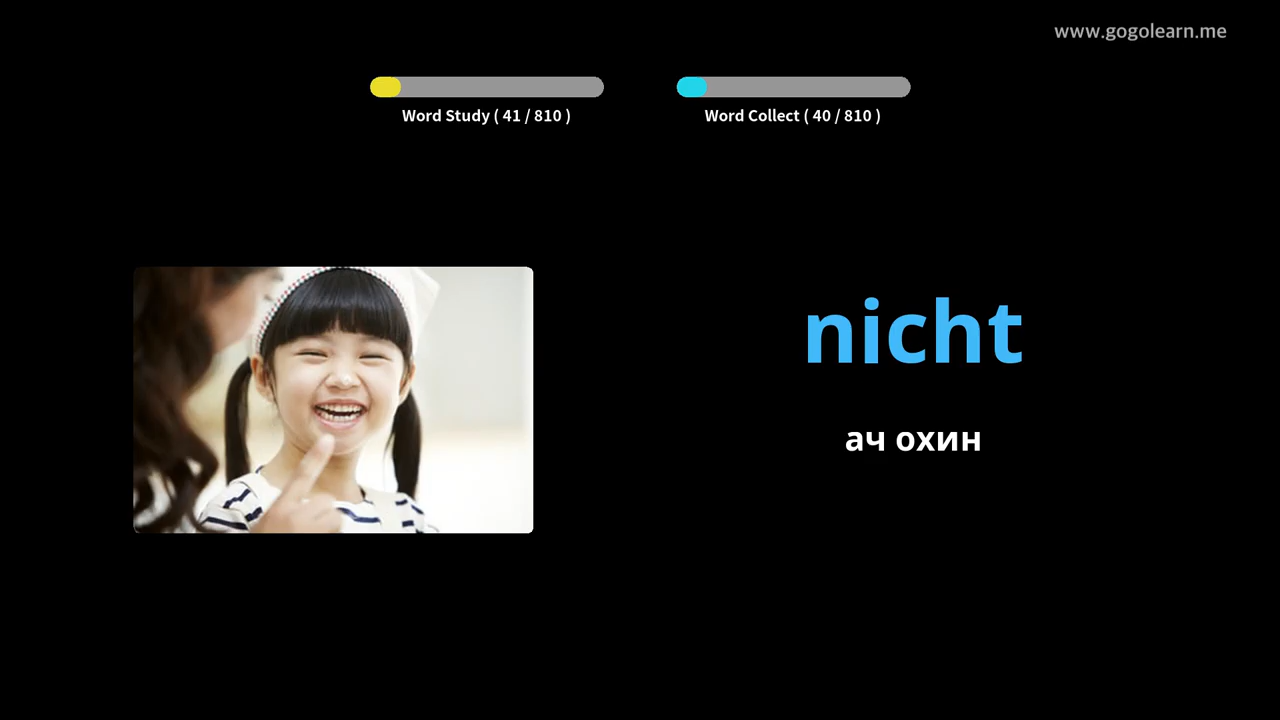 www.gogolearn.me
Word Study ( 41 / 810 )
Word Collect ( 40 / 810 )
nicht
ач охин